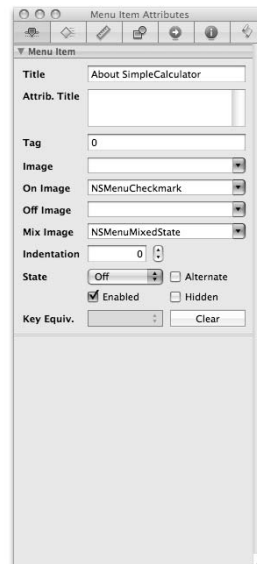 Menu Item Attributes
Menu Item
Title About SimpleCalculator
Attrib. Title
Tag 0
Image
On Image NSMenuCheckmark
Off Image
Mix Image NSMenuMixedState
Indentation 0
State Off Alternate
Enabled Hidden
Key Equiv. Clear